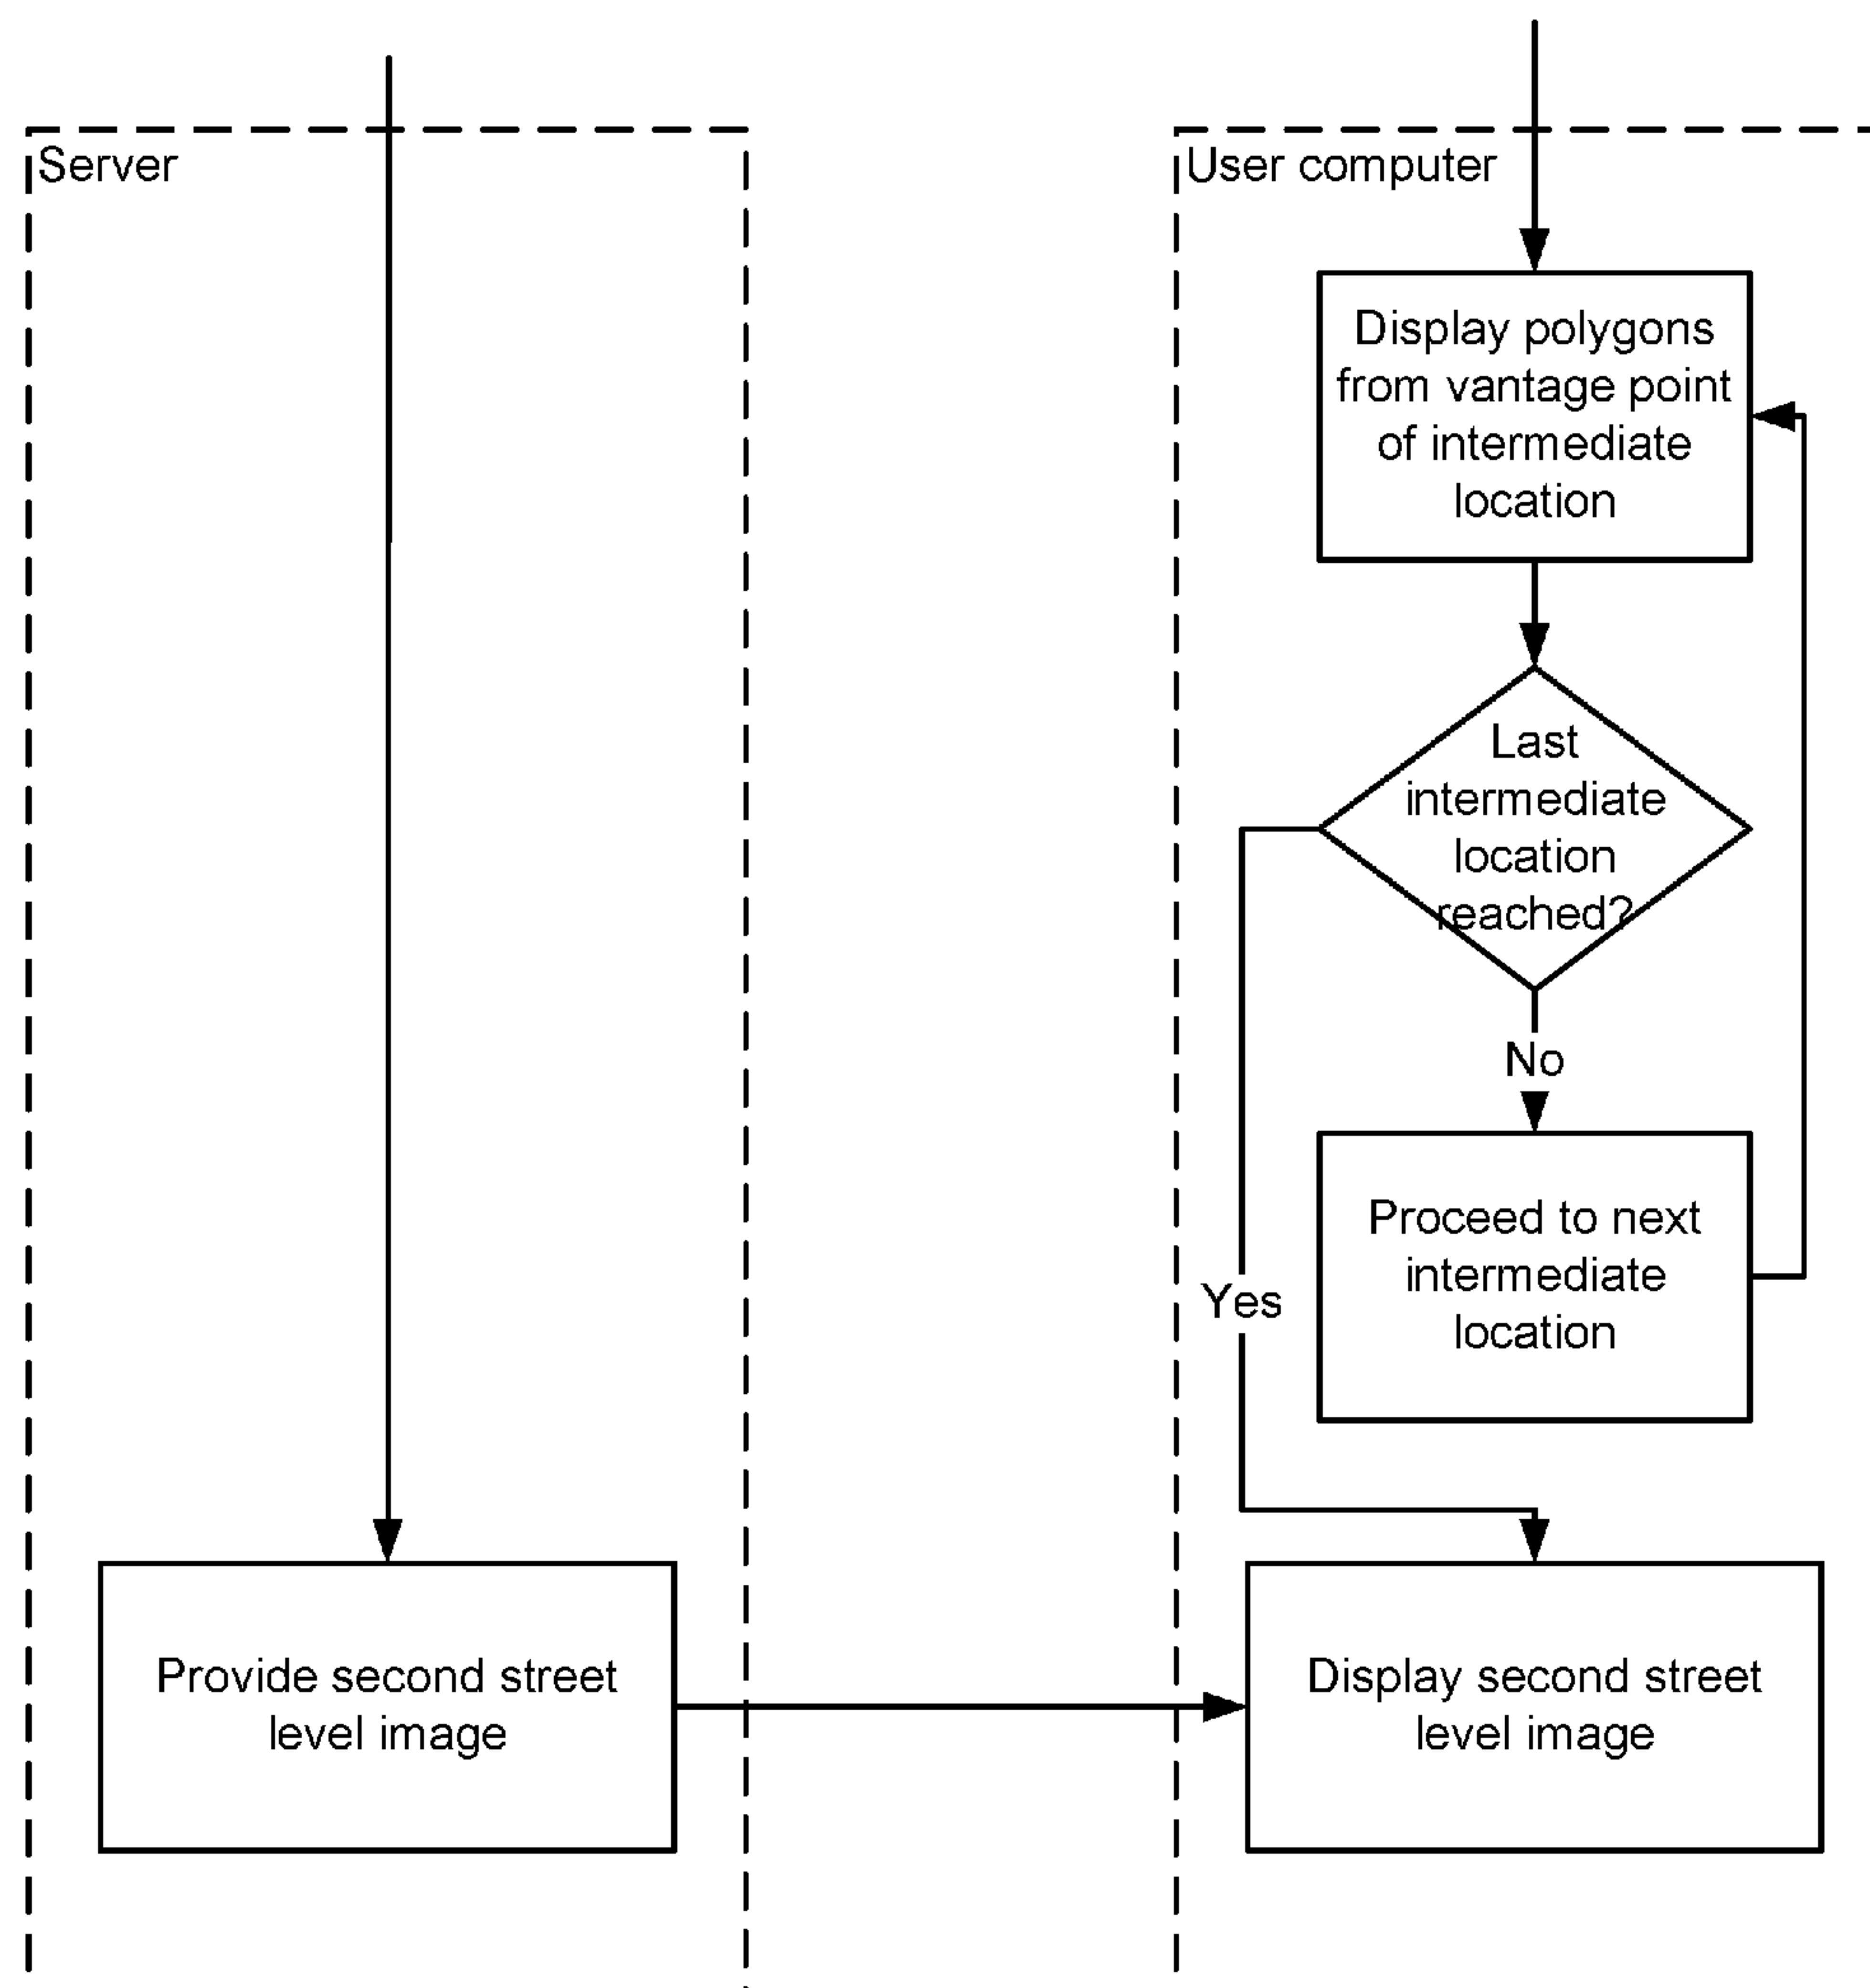 Server
User computer
Display polygons
from vantage point
of intermediate
location
Last
intermediate
location
reached?
No
Proceed to next
intermediate
location
Yes
Provide second street
level image
Display second street
level image